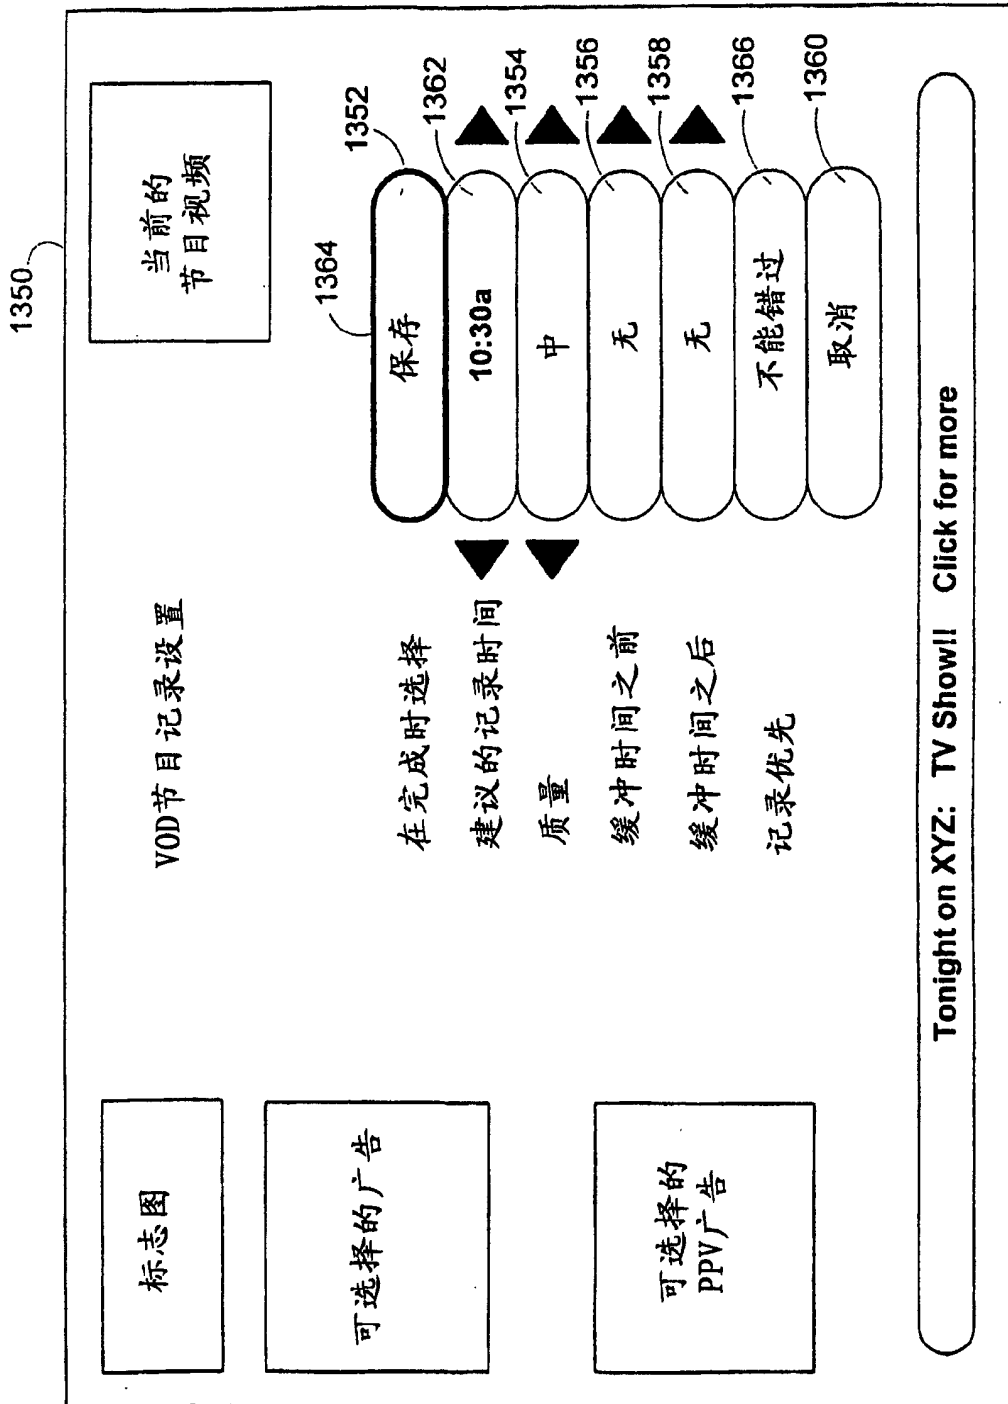 1350
标志图
VOD节目记录设置
当前的
节目视频
可选择的广告
可选择的
PPV广告
1364
1352
在完成时选择
保存
建议的记录时间
10:30a
1362
质量
中
1354
缓冲时间之前
无
1356
缓冲时间之后
无
1358
记录优先
不能错过
1366
取消
1360
Tonight on XYZ: TV Show!! Click for more